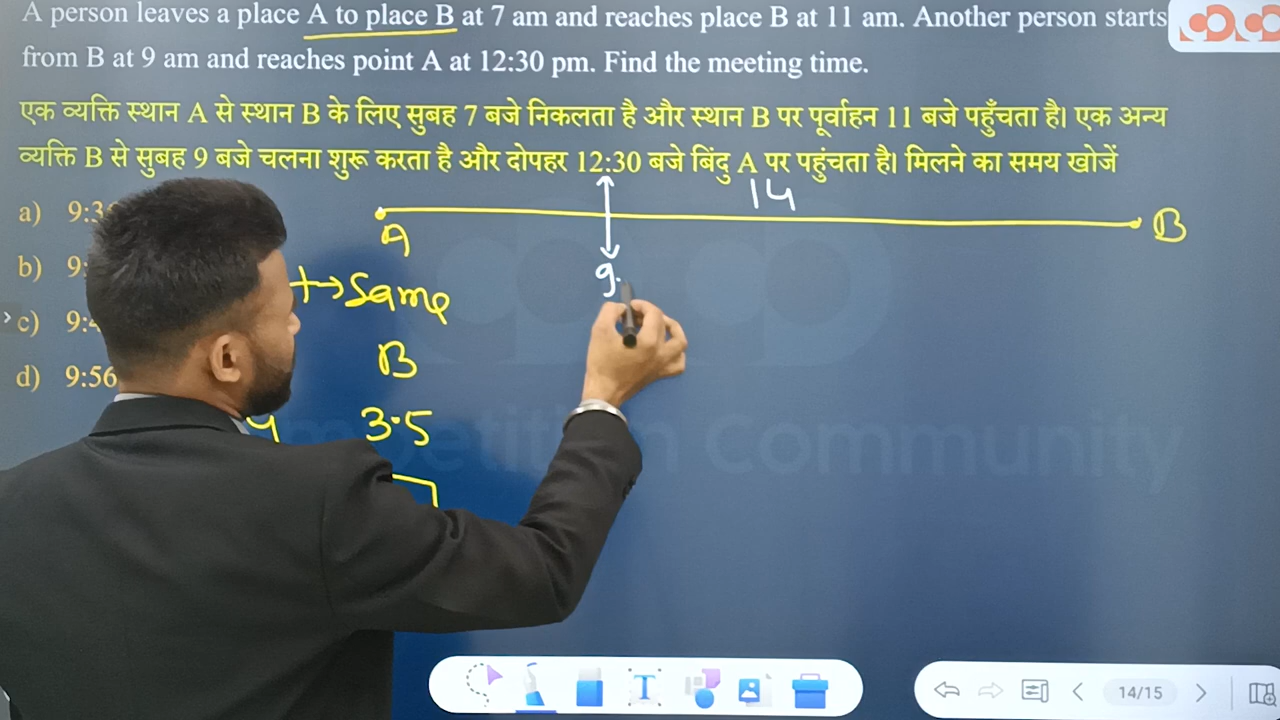 A person leaves a place A to place B at 7 am and reaches place B at 11 am. Another person starts
from B at 9 am and reaches point A at 12:30 pm. Find the meeting time.
एक व्यक्ति स्थान A से स्थान B के लिए सुबह 7 बजे निकलता है और स्थान B पर पूर्वाहन 11 बजे पहुँचता है। एक अन्य
व्यक्ति B से सुबह 9 बजे चलना शुरू करता है और दोपहर 12:30 बजे बिंदु A पर पहुंचता है। मिलने का समय खोजें
14
a) 9:3
A B
b) 9:
9.
→ Same
c) 9:4
B
d) 9:56
4 3.5
Community
T
14/15